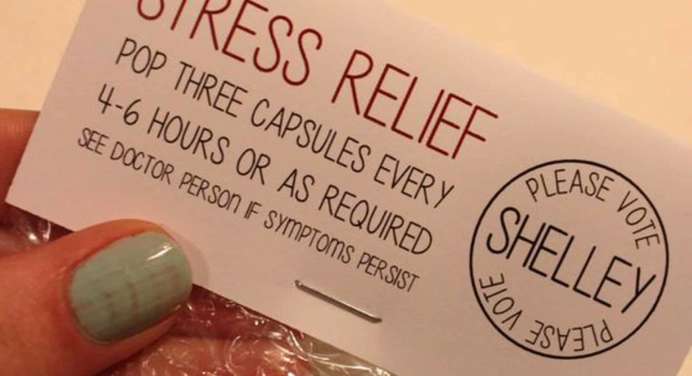 STRESS RELIEF
POP THREE CAPSULES EVERY
4-6 HOURS OR AS REQUIRED
SEE DOCTOR PERSON IF SYMPTOMS PERSIST
PLEASE VOTE
SHELLEY
PLEASE VOTE